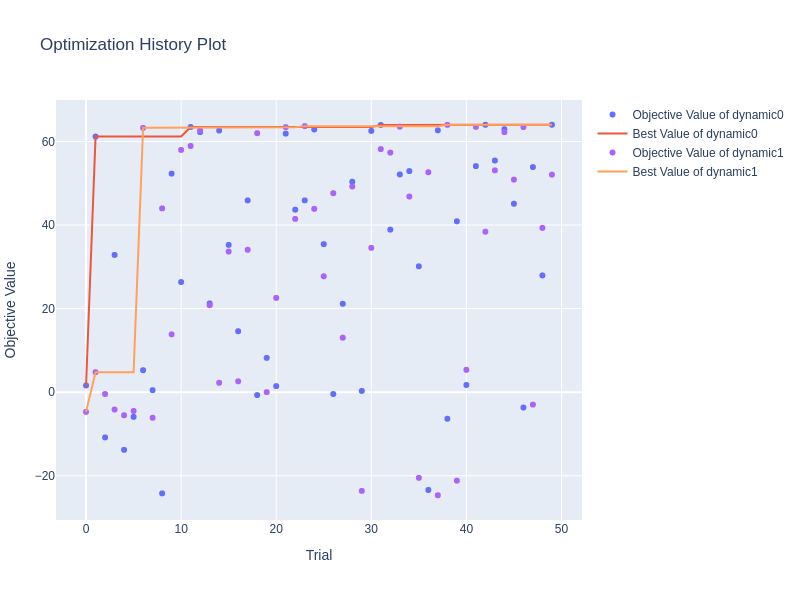 Optimization History Plot
Objective Value of dynamic0
Best Value of dynamic0
Objective Value of dynamic1
Best Value of dynamic1
60
40
20
0
−20
Objective Value
0 10 20 30 40 50
Trial